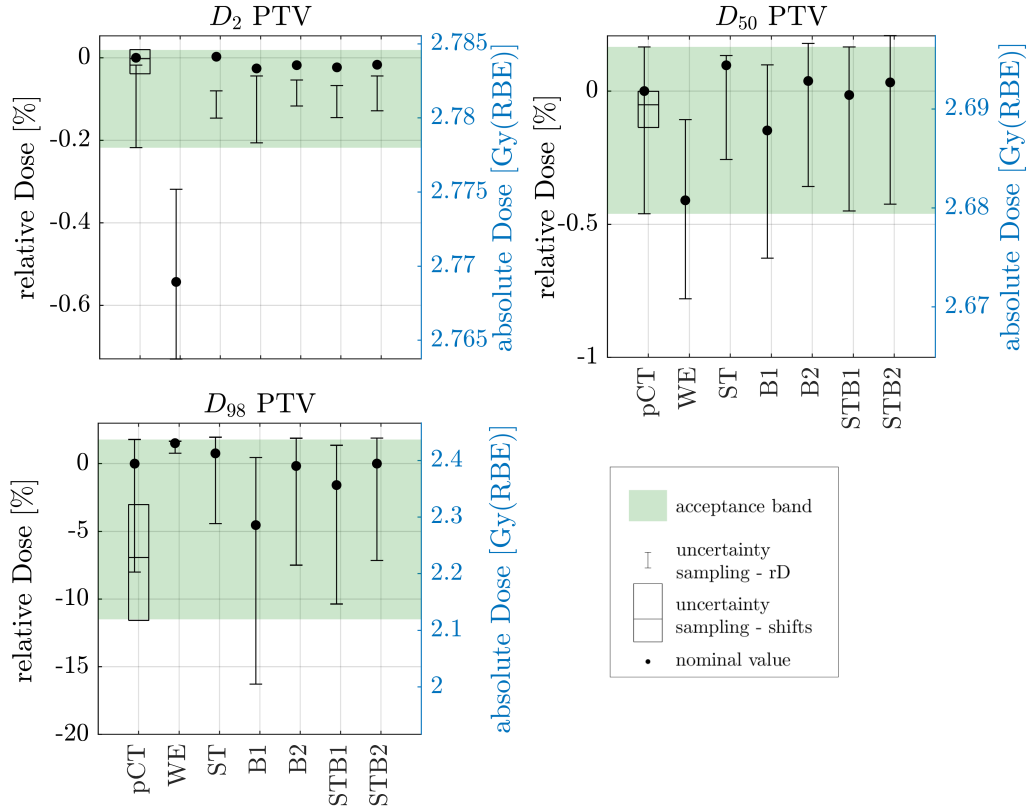 D2 PTV
0
-0.2
-0.4
-0.6
relative Dose [%]
2.785
2.78
2.775
2.77
2.765
absolute Dose [Gy(RBE)]
D50 PTV
0
-0.5
-1
relative Dose [%]
2.69
2.68
2.67
absolute Dose [Gy(RBE)]
pCT
WE
ST
B1
B2
STB1
STB2
D98 PTV
0
-5
-10
-15
-20
relative Dose [%]
2.4
2.3
2.2
2.1
2
absolute Dose [Gy(RBE)]
pCT
WE
ST
B1
B2
STB1
STB2
acceptance band
uncertainty
sampling - rD
uncertainty
sampling - shifts
nominal value